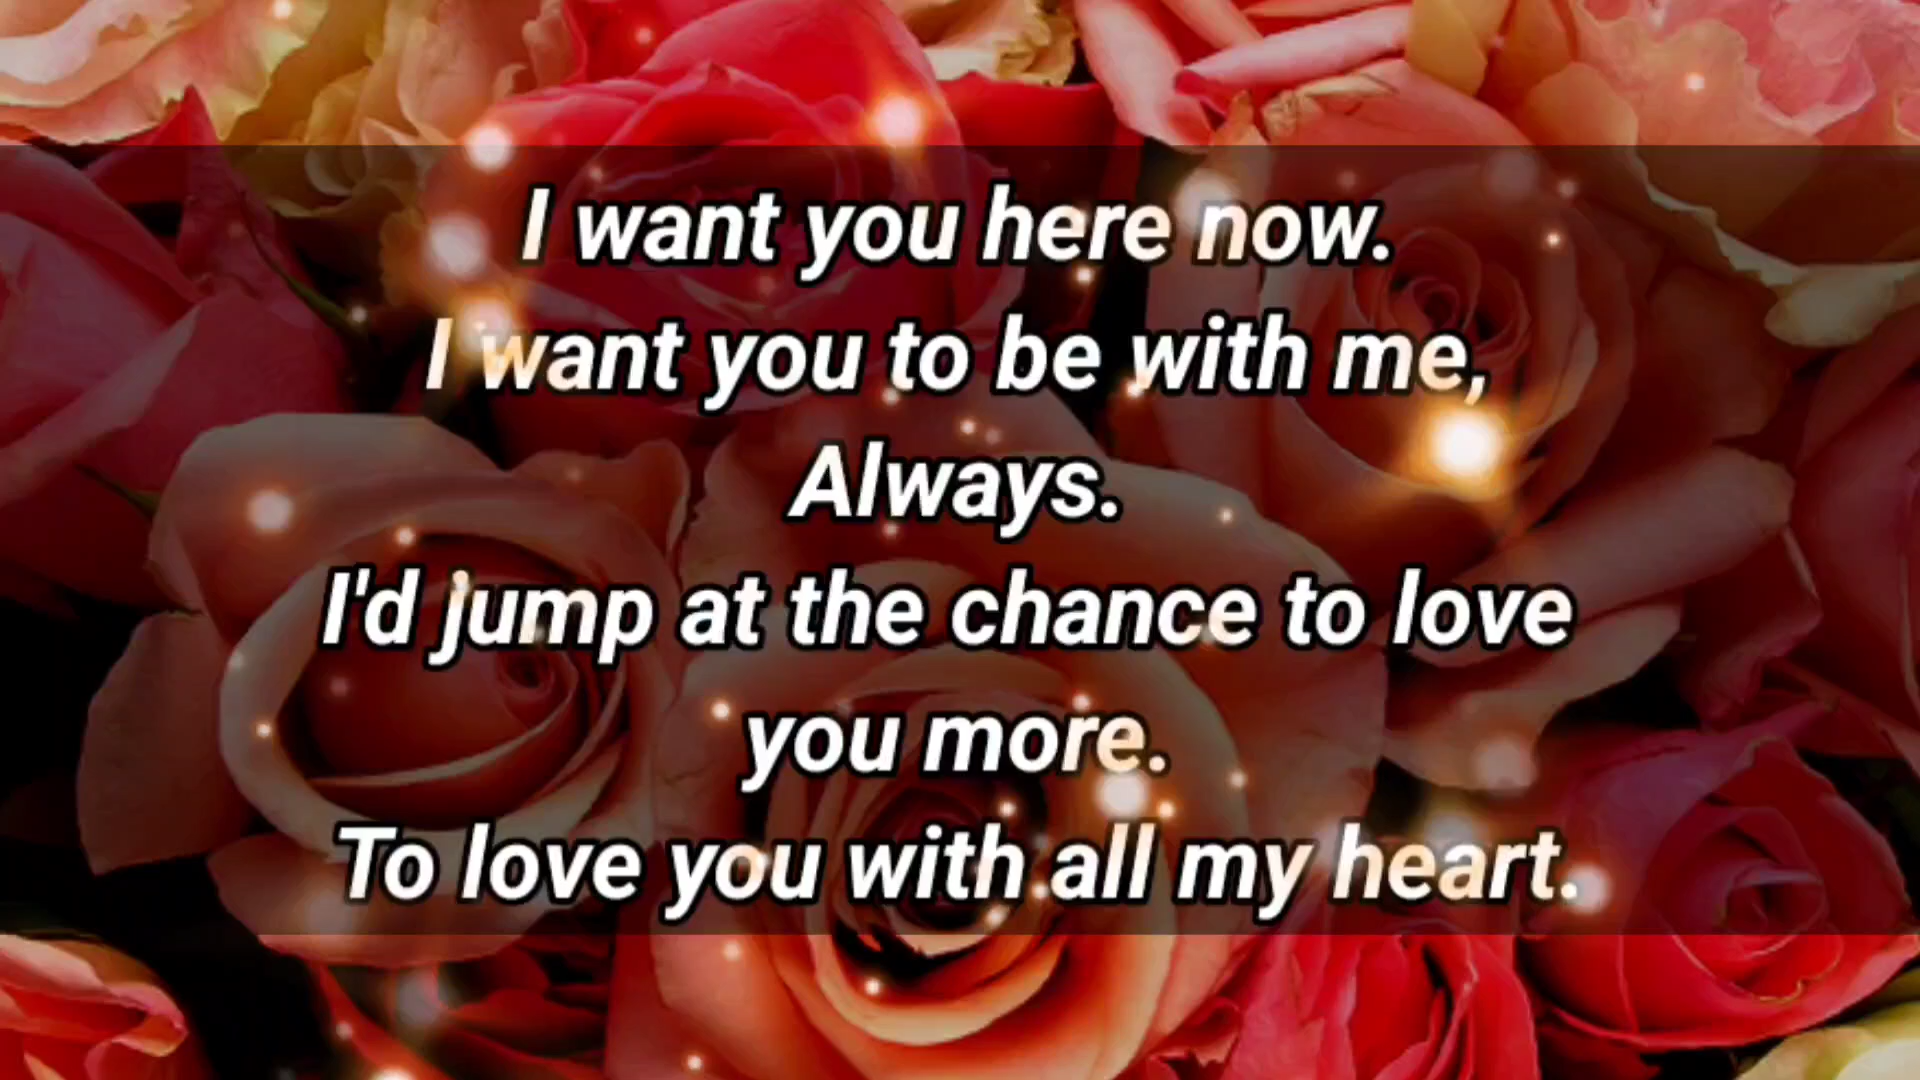 I want you here now.
I want you to be with me,
Always.
I'd jump at the chance to love
you more.
To love you with all my heart.